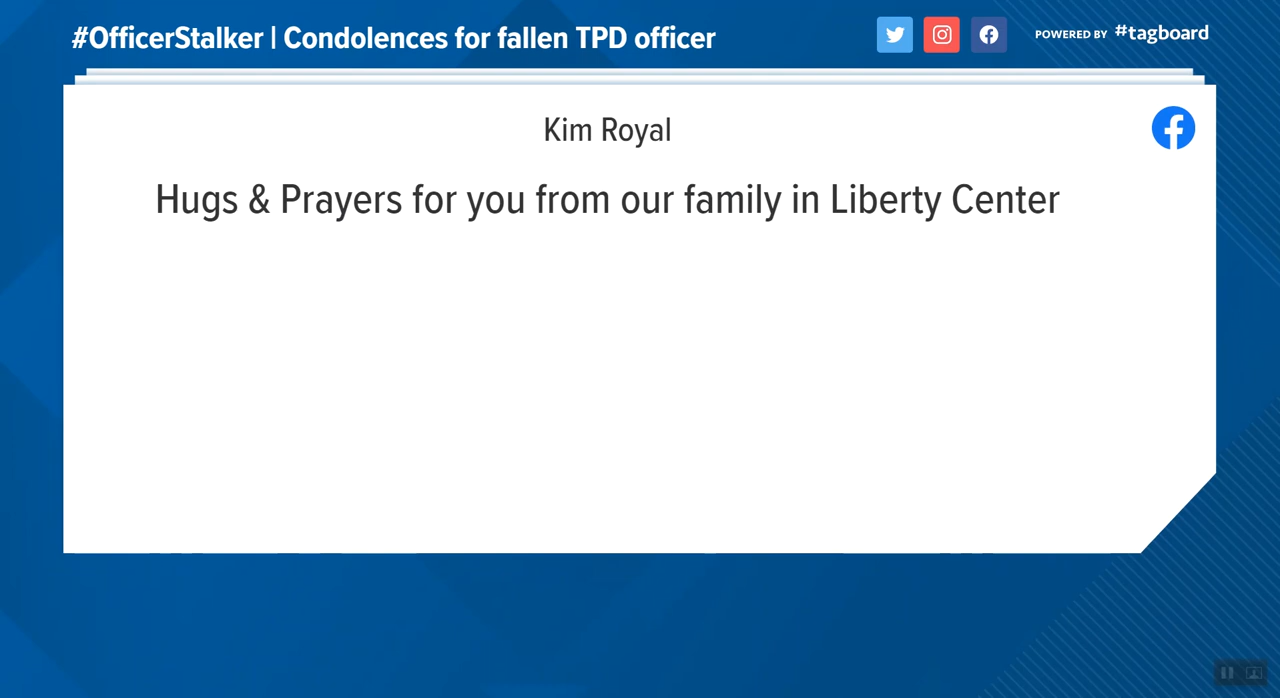 #OfficerStalker | Condolences for fallen TPD officer
POWERED BY #tagboard
Kim Royal
Hugs & Prayers for you from our family in Liberty Center